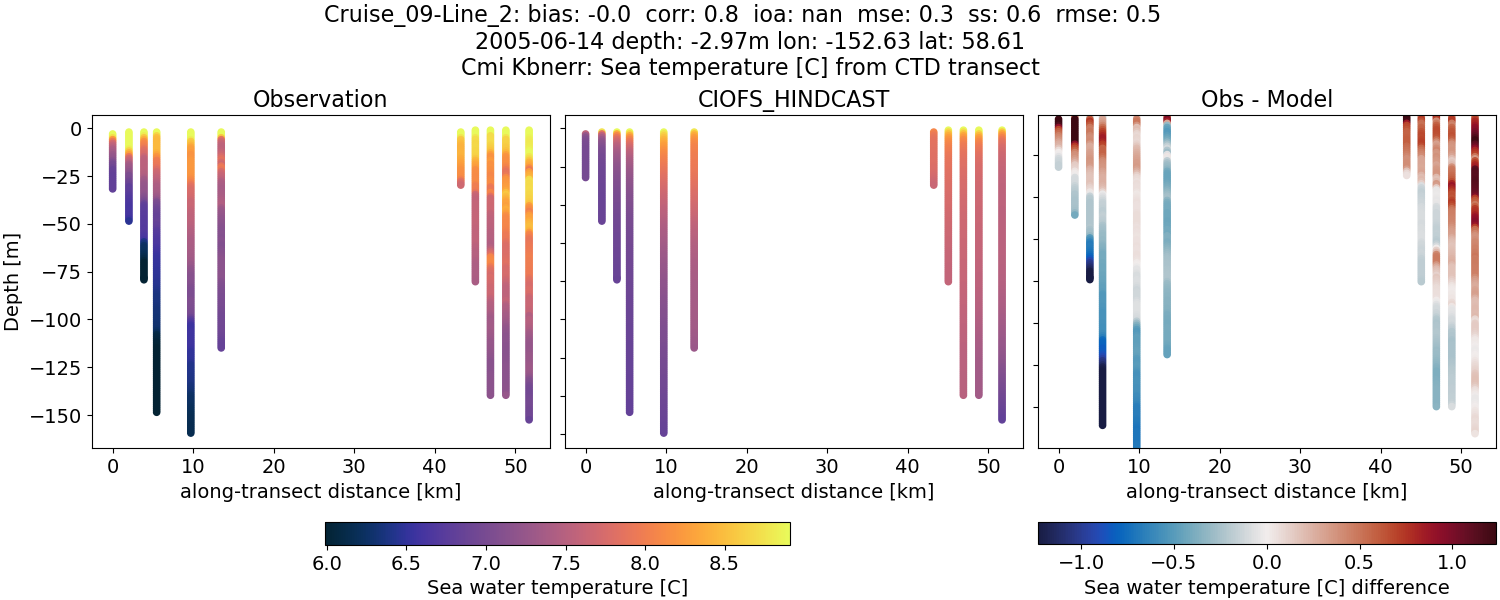 Cruise_09-Line_2: bias: -0.0  corr: 0.8  ioa: nan  mse: 0.3  ss: 0.6  rmse: 0.5
2005-06-14 depth: -2.97m lon: -152.63 lat: 58.61
Cmi Kbnerr: Sea temperature [C] from CTD transect
Observation
CIOFS_HINDCAST
Obs - Model
Depth [m]
0
−25
−50
−75
−100
−125
−150
0 10 20 30 40 50
0 10 20 30 40 50
0 10 20 30 40 50
along-transect distance [km]
along-transect distance [km]
along-transect distance [km]
6.0 6.5 7.0 7.5 8.0 8.5
Sea water temperature [C]
−1.0 −0.5 0.0 0.5 1.0
Sea water temperature [C] difference